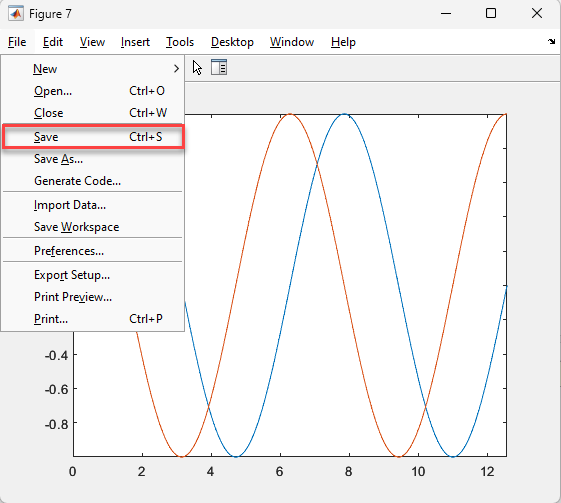 Figure 7
File Edit View Insert Tools Desktop Window Help
New
Open... Ctrl+O
Close Ctrl+W
Save Ctrl+S
Save As...
Generate Code...
Import Data...
Save Workspace
Preferences...
Export Setup...
Print Preview...
Print... Ctrl+P
-0.4
-0.6
-0.8
0 2 4 6 8 10 12